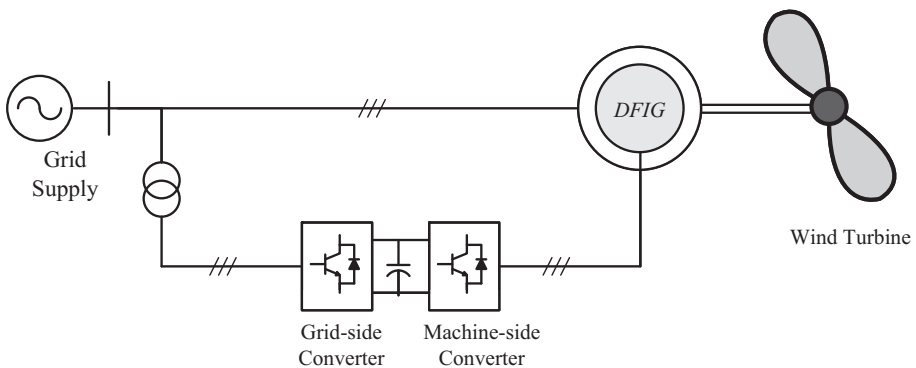 DFIG
Grid
Supply
Wind Turbine
Grid-side
Converter
Machine-side
Converter